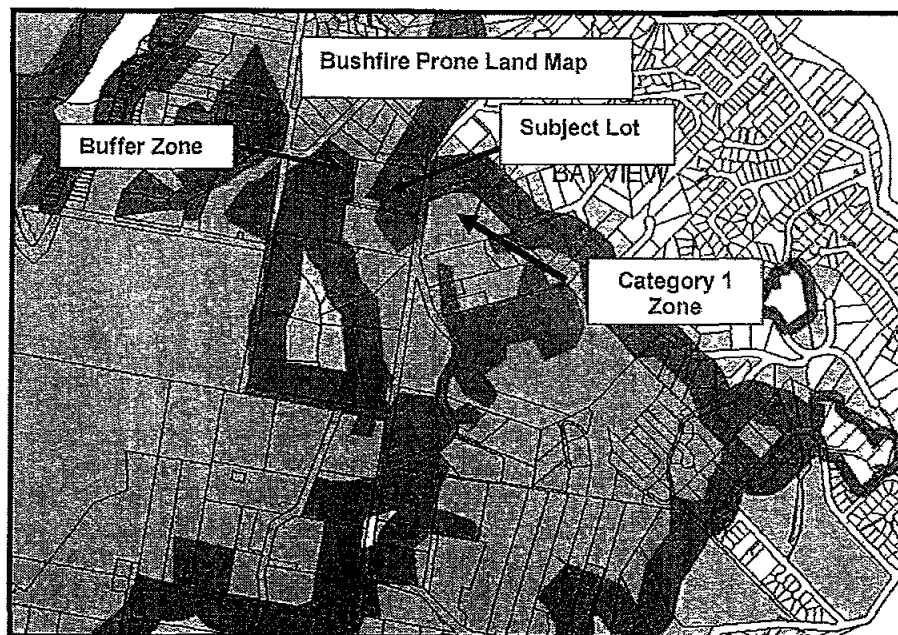 Bushfire Prone Land Map
Subject Lot
Buffer Zone
BAYVIEW
Category 1
Zone